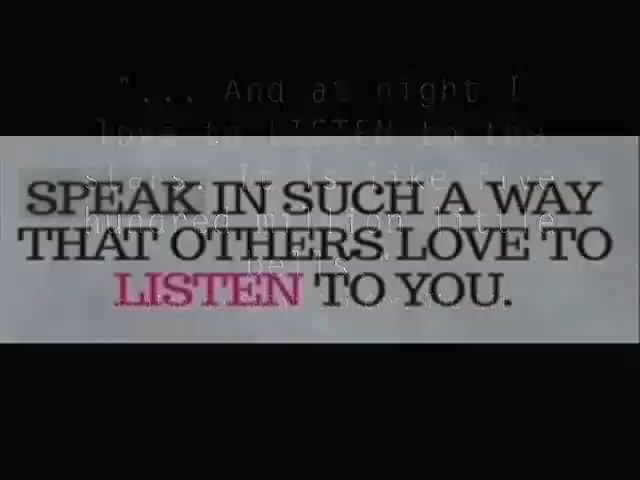 "... And at night I
love to LISTEN to the
stars. It is like five
hundred million little
bells."
SPEAK IN SUCH A WAY
THAT OTHERS LOVE TO
LISTEN TO YOU.